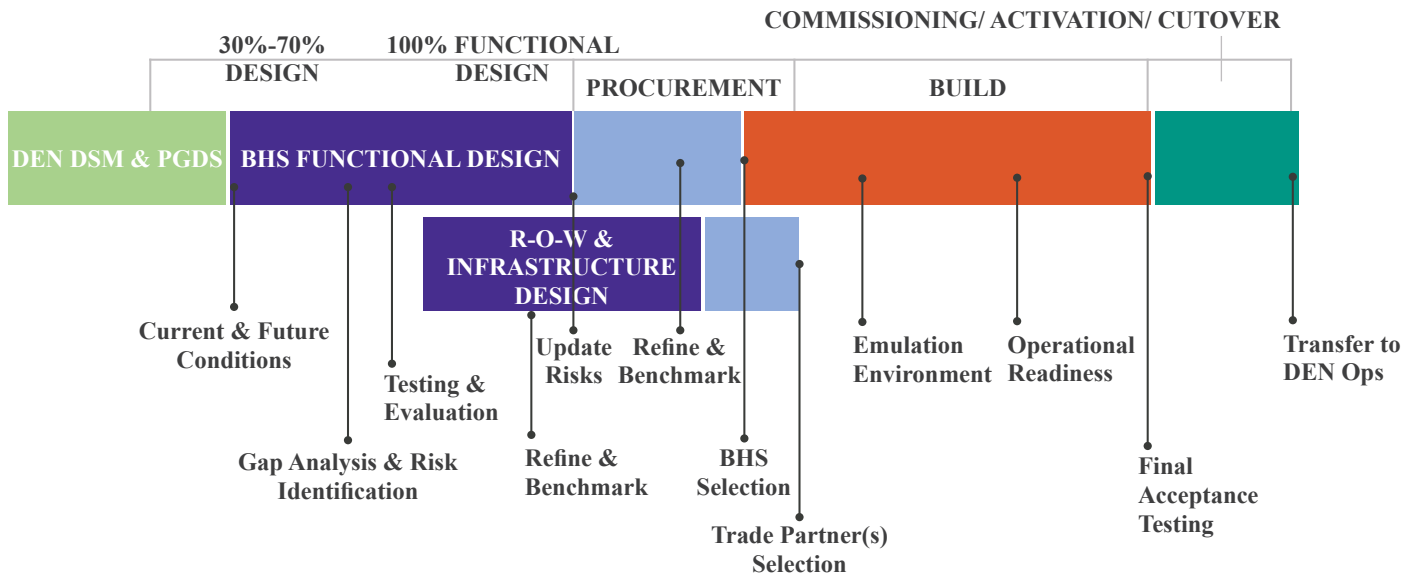 COMMISSIONING/ ACTIVATION/ CUTOVER
30%-70%
DESIGN
100% FUNCTIONAL
DESIGN
PROCUREMENT
BUILD
DEN DSM & PGDS
BHS FUNCTIONAL DESIGN
R-O-W &
INFRASTRUCTURE
DESIGN
Current & Future
Conditions
Update
Risks
Refine &
Benchmark
Emulation
Environment
Operational
Readiness
Transfer to
DEN Ops
Testing &
Evaluation
Gap Analysis & Risk
Identification
Refine &
Benchmark
BHS
Selection
Final
Acceptance
Testing
Trade Partner(s)
Selection